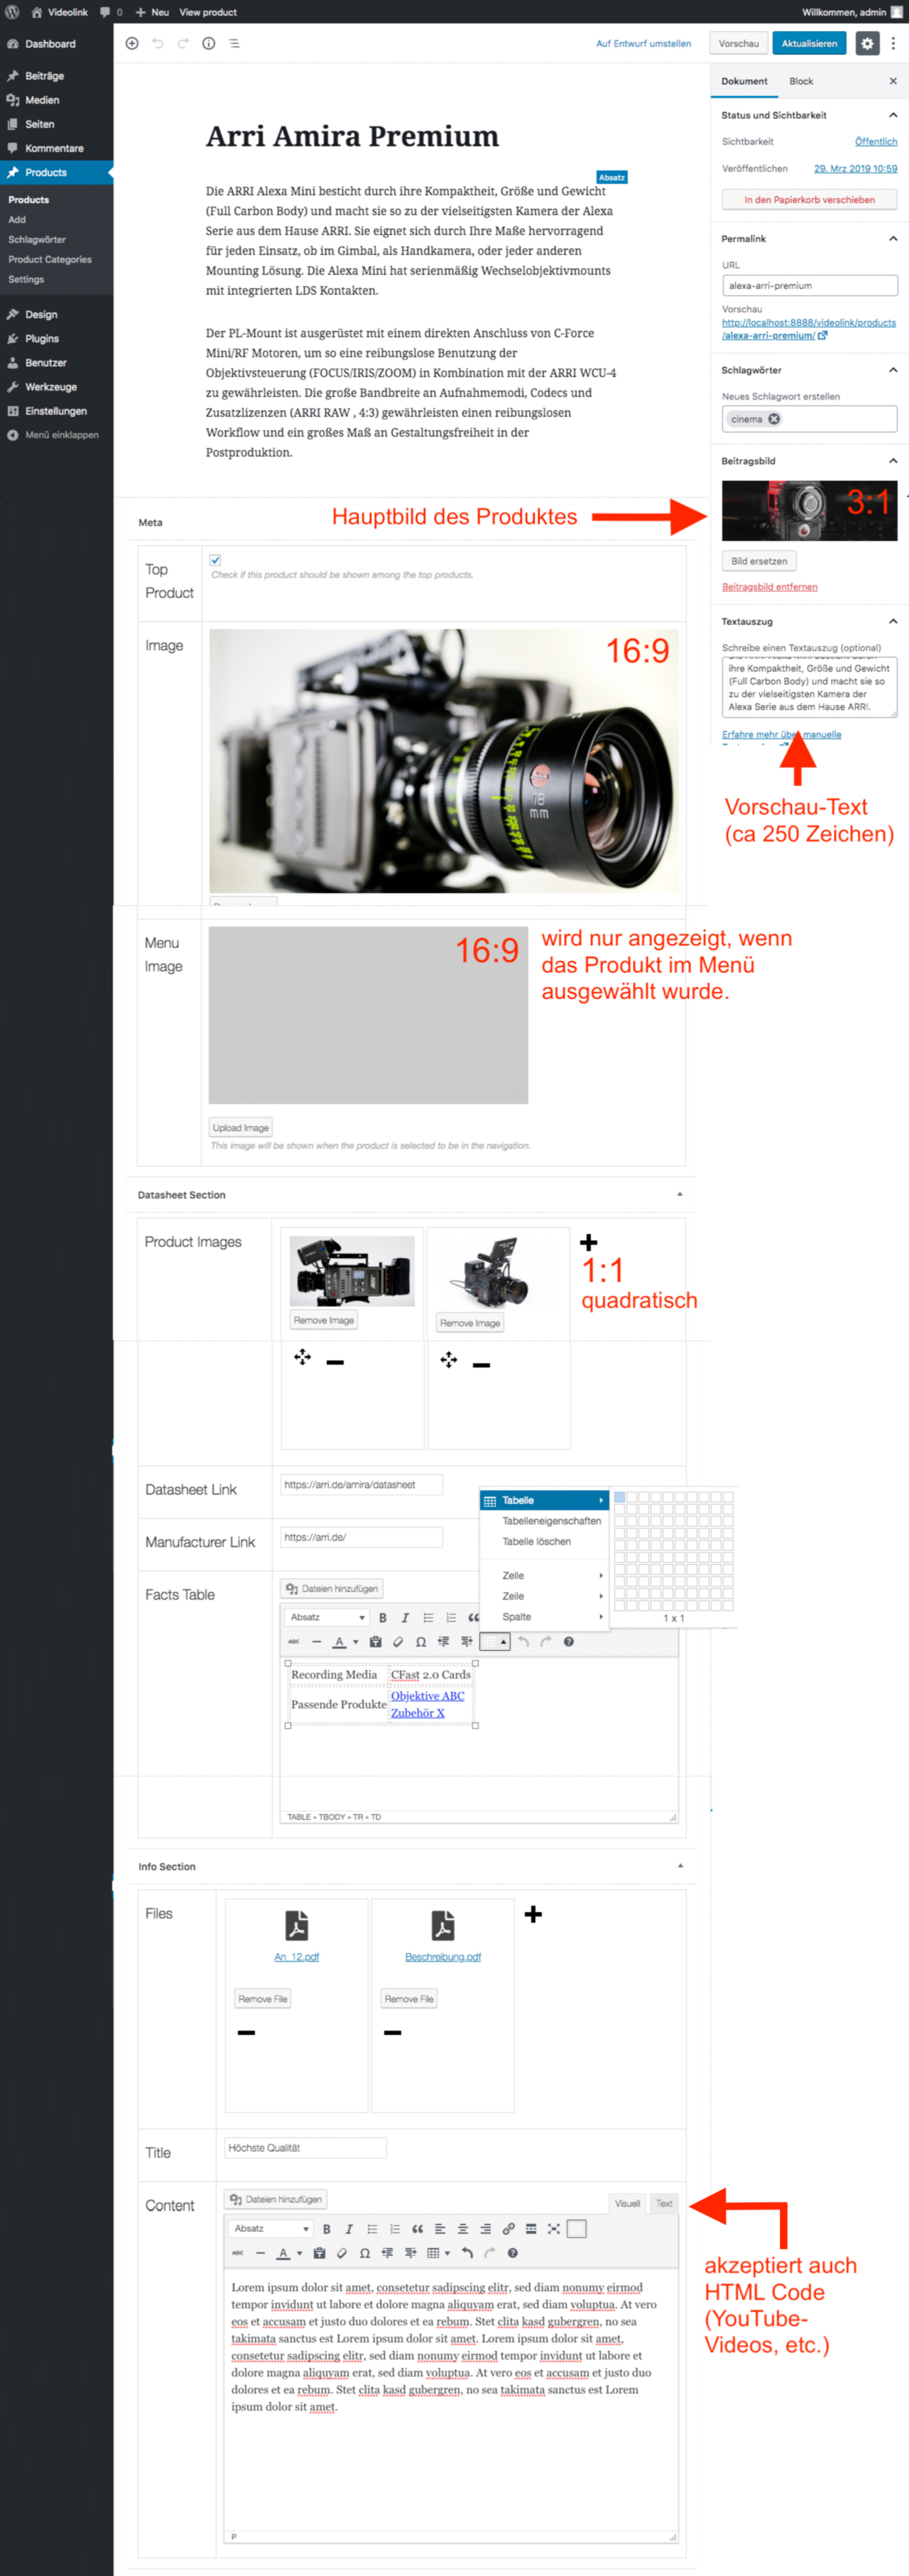 Videolink 0 + Neu View product Willkommen, admin
Dashboard
Beiträge
Medien
Seiten
Kommentare
Products
Products
Add
Schlagwörter
Product Categories
Settings
Design
Plugins
Benutzer
Werkzeuge
Einstellungen
Menü einklappen
Auf Entwurf umstellen Vorschau Aktualisieren
Arri Amira Premium
Absatz
Die ARRI Alexa Mini besticht durch ihre Kompaktheit, Größe und Gewicht
(Full Carbon Body) und macht sie so zu der vielseitigsten Kamera der Alexa
Serie aus dem Hause ARRI. Sie eignet sich durch Ihre Maße hervorragend
für jeden Einsatz, ob im Gimbal, als Handkamera, oder jeder anderen
Mounting Lösung. Die Alexa Mini hat serienmäßig Wechselobjektivmounts
mit integrierten LDS Kontakten.
Der PL-Mount ist ausgerüstet mit einem direkten Anschluss von C-Force
Mini/RF Motoren, um so eine reibungslose Benutzung der
Objektivsteuerung (FOCUS/IRIS/ZOOM) in Kombination mit der ARRI WCU-4
zu gewährleisten. Die große Bandbreite an Aufnahmemodi, Codecs und
Zusatzlizenzen (ARRI RAW , 4:3) gewährleisten einen reibungslosen
Workflow und ein großes Maß an Gestaltungsfreiheit in der
Postproduktion.
Dokument Block
Status und Sichtbarkeit
Sichtbarkeit Öffentlich
Veröffentlichen 29. Mrz 2019 10:59
In den Papierkorb verschieben
Permalink
URL
alexa-arri-premium
Vorschau
http://localhost:8888/videolink/products
/alexa-arri-premium/
Schlagwörter
Neues Schlagwort erstellen
cinema
Beitragsbild
3:1
Bild ersetzen
Beitragsbild entfernen
Textauszug
Schreibe einen Textauszug (optional)
ihre Kompaktheit, Größe und Gewicht
(Full Carbon Body) und macht sie so
zu der vielseitigsten Kamera der
Alexa Serie aus dem Hause ARRI.
Erfahre mehr über manuelle
Vorschau-Text
(ca 250 Zeichen)
Hauptbild des Produktes
Meta
Top
Product
Check if this product should be shown among the top products.
Image
16:9
18
mm
Menu
Image
16:9
wird nur angezeigt, wenn
das Produkt im Menü
ausgewählt wurde.
Upload Image
This image will be shown when the product is selected to be in the navigation.
Datasheet Section
Product Images
Remove Image Remove Image
+
1:1
quadratisch
Datasheet Link https://arri.de/amira/datasheet
Manufacturer Link https://arri.de/
Facts Table
Dateien hinzufügen
Absatz B I
ABC A Ω
Tabelle
Tabelleneigenschaften
Tabelle löschen
Zelle
Zeile
Spalte
1 x 1
Recording Media CFast 2.0 Cards
Passende Produkte Objektive ABC
Zubehör X
TABLE » TBODY » TR » TD
Info Section
Files
An_12.pdf Beschreibung.pdf
+
Remove File Remove File
Title Höchste Qualität
Content
Dateien hinzufügen Visuell Text
Absatz B I
ABC A Ω
Lorem ipsum dolor sit amet, consetetur sadipscing elitr, sed diam nonumy eirmod
tempor invidunt ut labore et dolore magna aliquyam erat, sed diam voluptua. At vero
eos et accusam et justo duo dolores et ea rebum. Stet clita kasd gubergren, no sea
takimata sanctus est Lorem ipsum dolor sit amet. Lorem ipsum dolor sit amet,
consetetur sadipscing elitr, sed diam nonumy eirmod tempor invidunt ut labore et
dolore magna aliquyam erat, sed diam voluptua. At vero eos et accusam et justo duo
dolores et ea rebum. Stet clita kasd gubergren, no sea takimata sanctus est Lorem
ipsum dolor sit amet.
P
akzeptiert auch
HTML Code
(YouTube-
Videos, etc.)